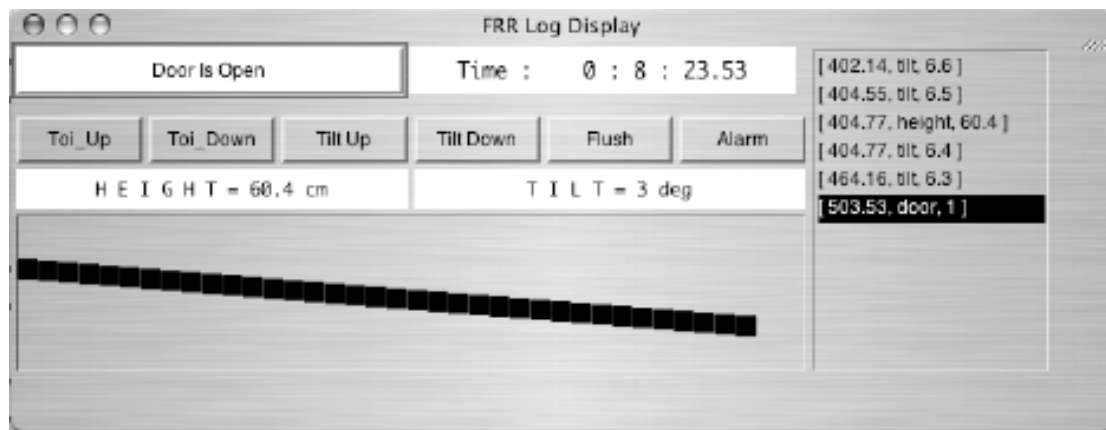 FRR Log Display
Door Is Open
Time : 0 : 8 : 23.53
Toi_Up Toi_Down Tilt Up Tilt Down Flush Alarm
H E I G H T = 60.4 cm
T I L T = 3 deg
[ 402.14, tilt, 6.6 ]
[ 404.55, tilt, 6.5 ]
[ 404.77, height, 60.4 ]
[ 404.77, tilt, 6.4 ]
[ 464.16, tilt, 6.3 ]
[ 503.53, door, 1 ]